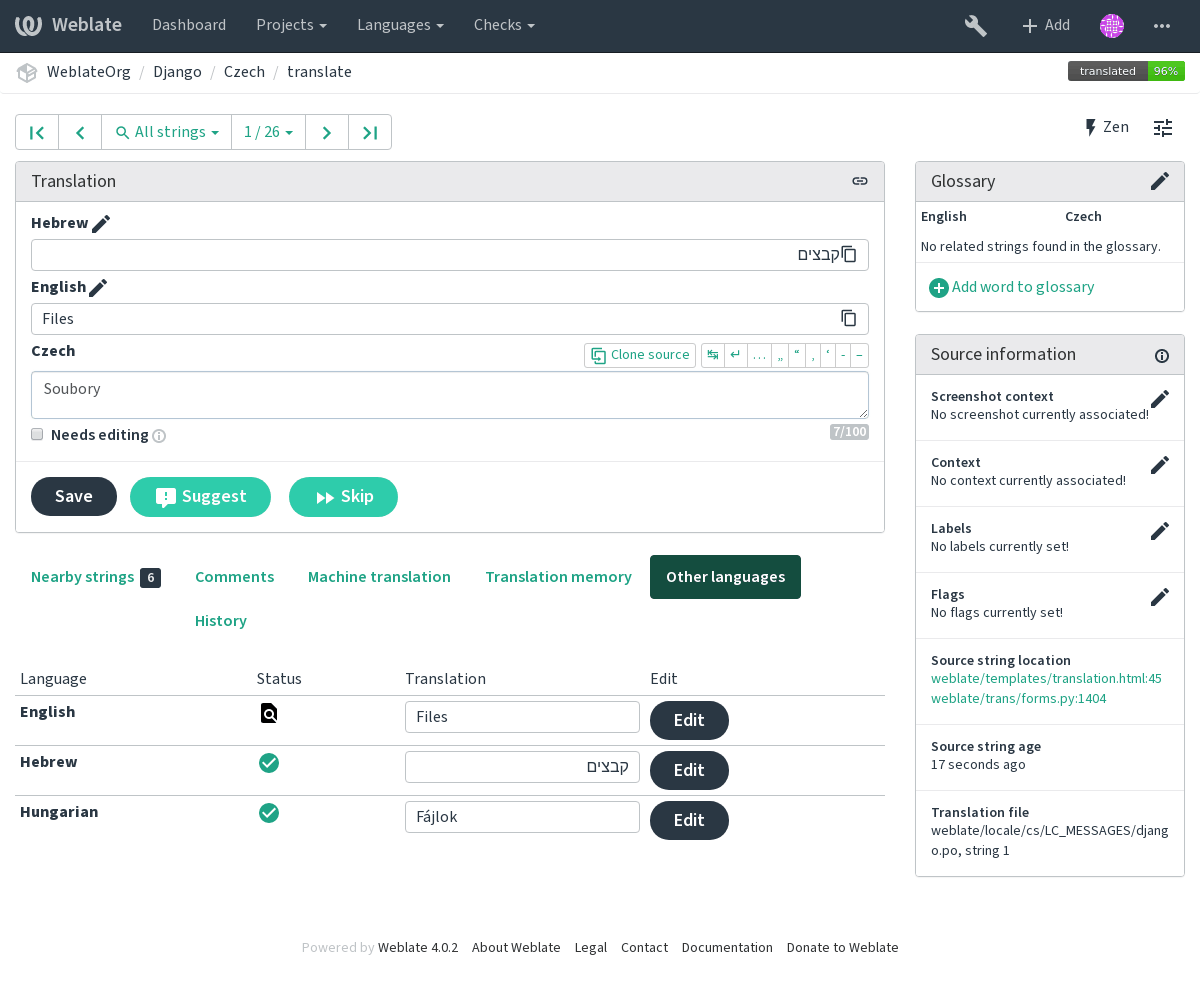 Weblate Dashboard Projects Languages Checks Add
WeblateOrg / Django / Czech / translate translated 96%
All strings 1 / 26 Zen
Translation
Hebrew
קבצים
English
Files
Czech Clone source ↹ ↵ … „ “ ‚ ‘ - –
Soubory
Needs editing 7/100
Save Suggest Skip
Nearby strings 6 Comments Machine translation Translation memory Other languages
History
Language Status Translation Edit
English Files Edit
Hebrew קבצים Edit
Hungarian Fájlok Edit
Glossary
English Czech
No related strings found in the glossary.
Add word to glossary
Source information
Screenshot context
No screenshot currently associated!
Context
No context currently associated!
Labels
No labels currently set!
Flags
No flags currently set!
Source string location
weblate/templates/translation.html:45
weblate/trans/forms.py:1404
Source string age
17 seconds ago
Translation file
weblate/locale/cs/LC_MESSAGES/djang
o.po, string 1
Powered by Weblate 4.0.2 About Weblate Legal Contact Documentation Donate to Weblate